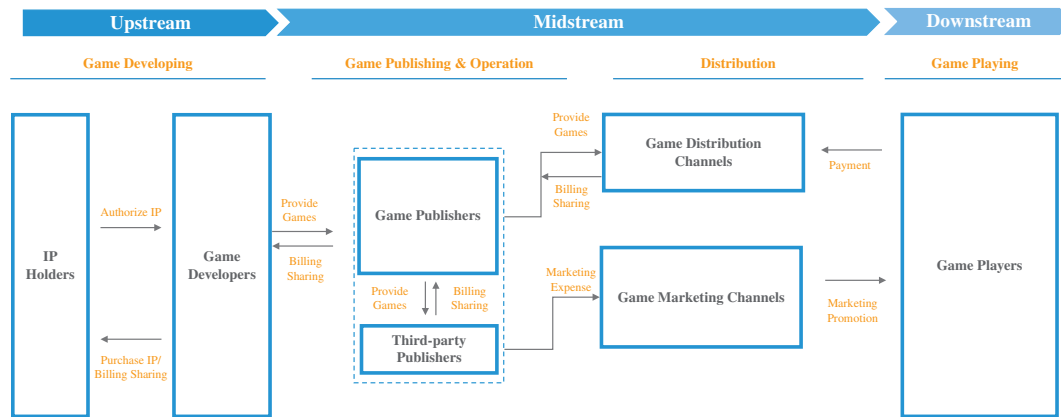 Upstream
Midstream
Downstream
Game Developing
Game Publishing & Operation
Distribution
Game Playing
IP
Holders
Authorize IP
Purchase IP/
Billing Sharing
Game
Developers
Provide
Games
Billing
Sharing
Game Publishers
Provide
Games
Billing
Sharing
Third-party
Publishers
Provide
Games
Billing
Sharing
Marketing
Expense
Game Distribution
Channels
Game Marketing Channels
Payment
Marketing
Promotion
Game Players